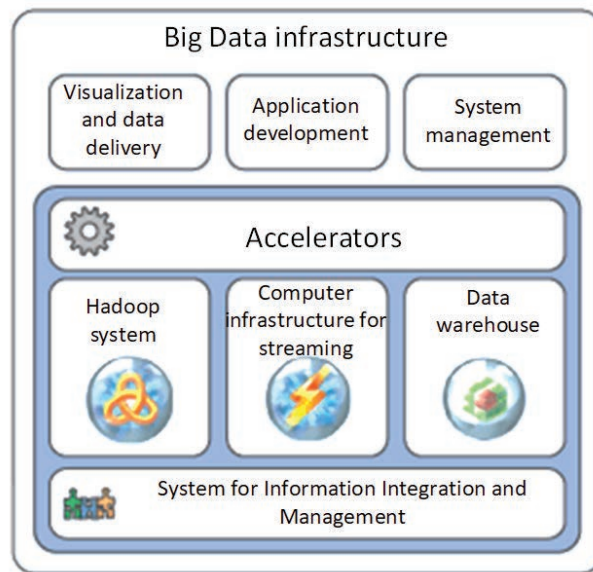 Big Data infrastructure
Visualization
and data
delivery
Application
development
System
management
Accelerators
Hadoop
system
Computer
infrastructure for
streaming
Data
warehouse
System for Information Integration and
Management